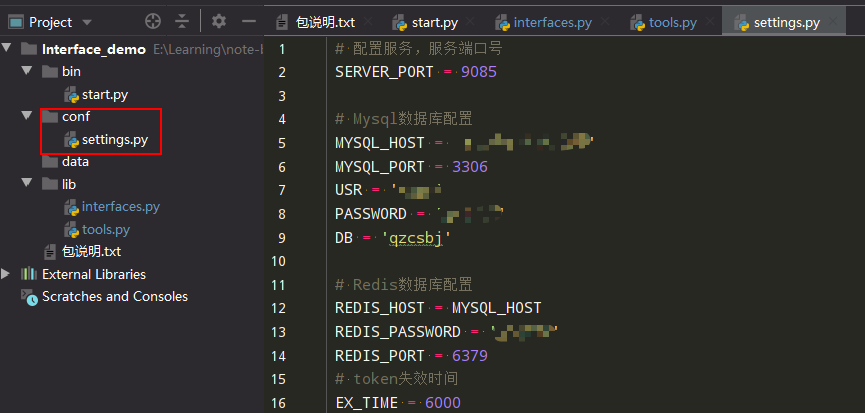 Project
Interface_demo E:\Learning\note-b
bin
start.py
conf
settings.py
data
lib
interfaces.py
tools.py
包说明.txt
External Libraries
Scratches and Consoles
包说明.txt start.py interfaces.py tools.py settings.py
1 # 配置服务，服务端口号
2 SERVER_PORT = 9085
3
4 # Mysql数据库配置
5 MYSQL_HOST = '
6 MYSQL_PORT = 3306
7 USR = ''
8 PASSWORD = ''
9 DB = 'qzcsbj'
10
11 # Redis数据库配置
12 REDIS_HOST = MYSQL_HOST
13 REDIS_PASSWORD = ''
14 REDIS_PORT = 6379
15 # token失效时间
16 EX_TIME = 6000